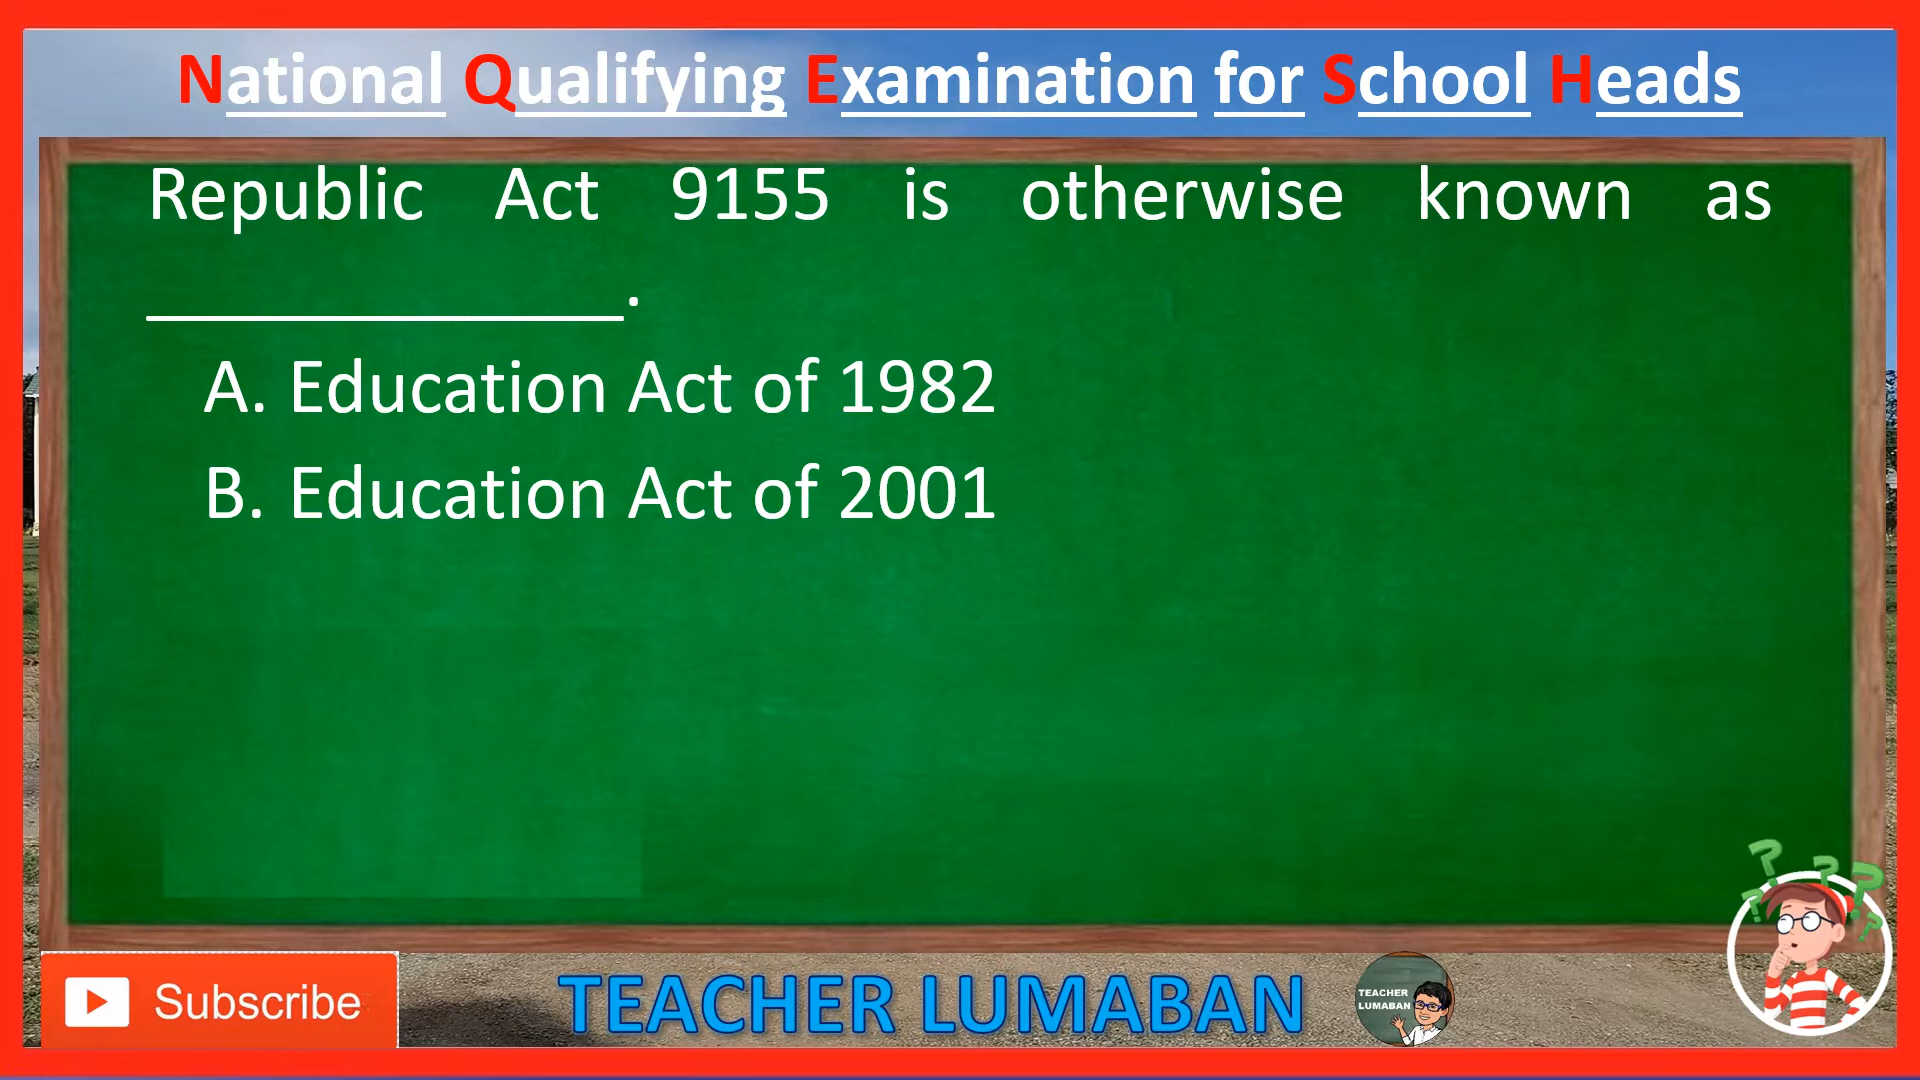 National Qualifying Examination for School Heads
Republic Act 9155 is otherwise known as
______________.
A. Education Act of 1982
B. Education Act of 2001
Subscribe
TEACHER LUMABAN
TEACHER
LUMABAN